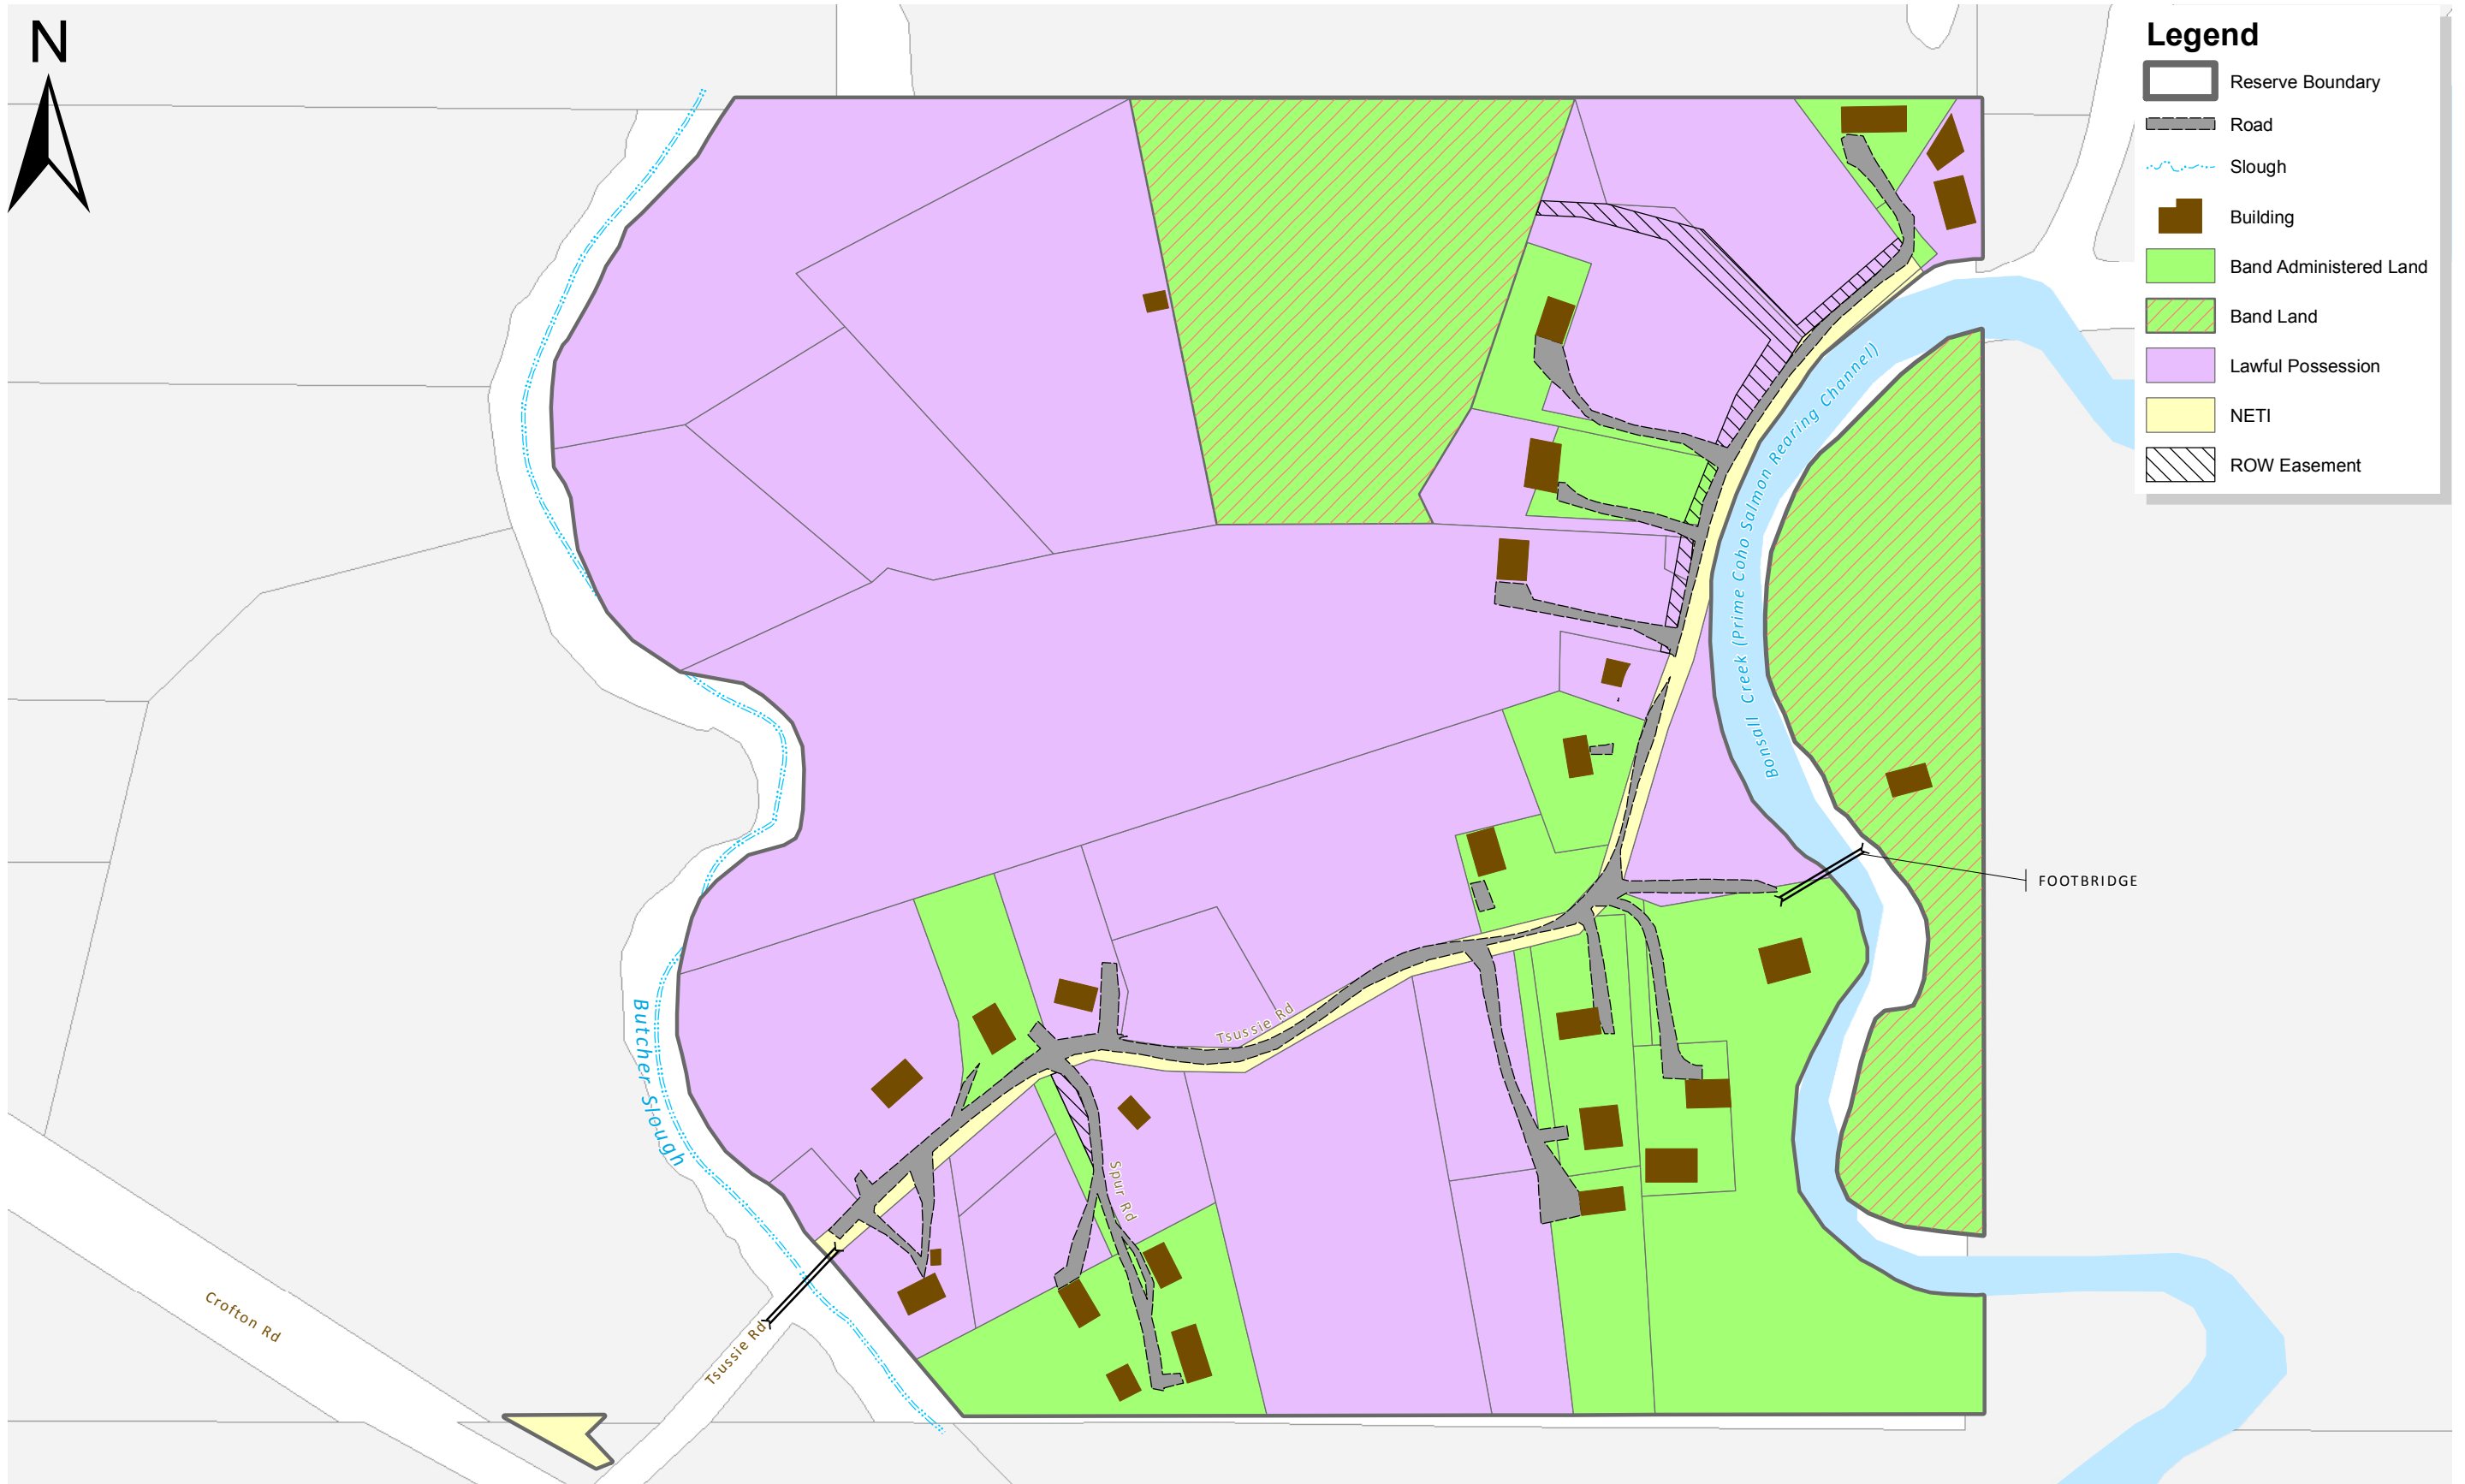 N
Legend
Reserve Boundary
Road
Slough
Building
Band Administered Land
Band Land
Lawful Possession
NETI
ROW Easement
Bonsall Creek (Prime Coho Salmon Rearing Channel)
FOOTBRIDGE
Tsussie Rd
Butcher Slough
Spur Rd
Crofton Rd
Tsussie Rd